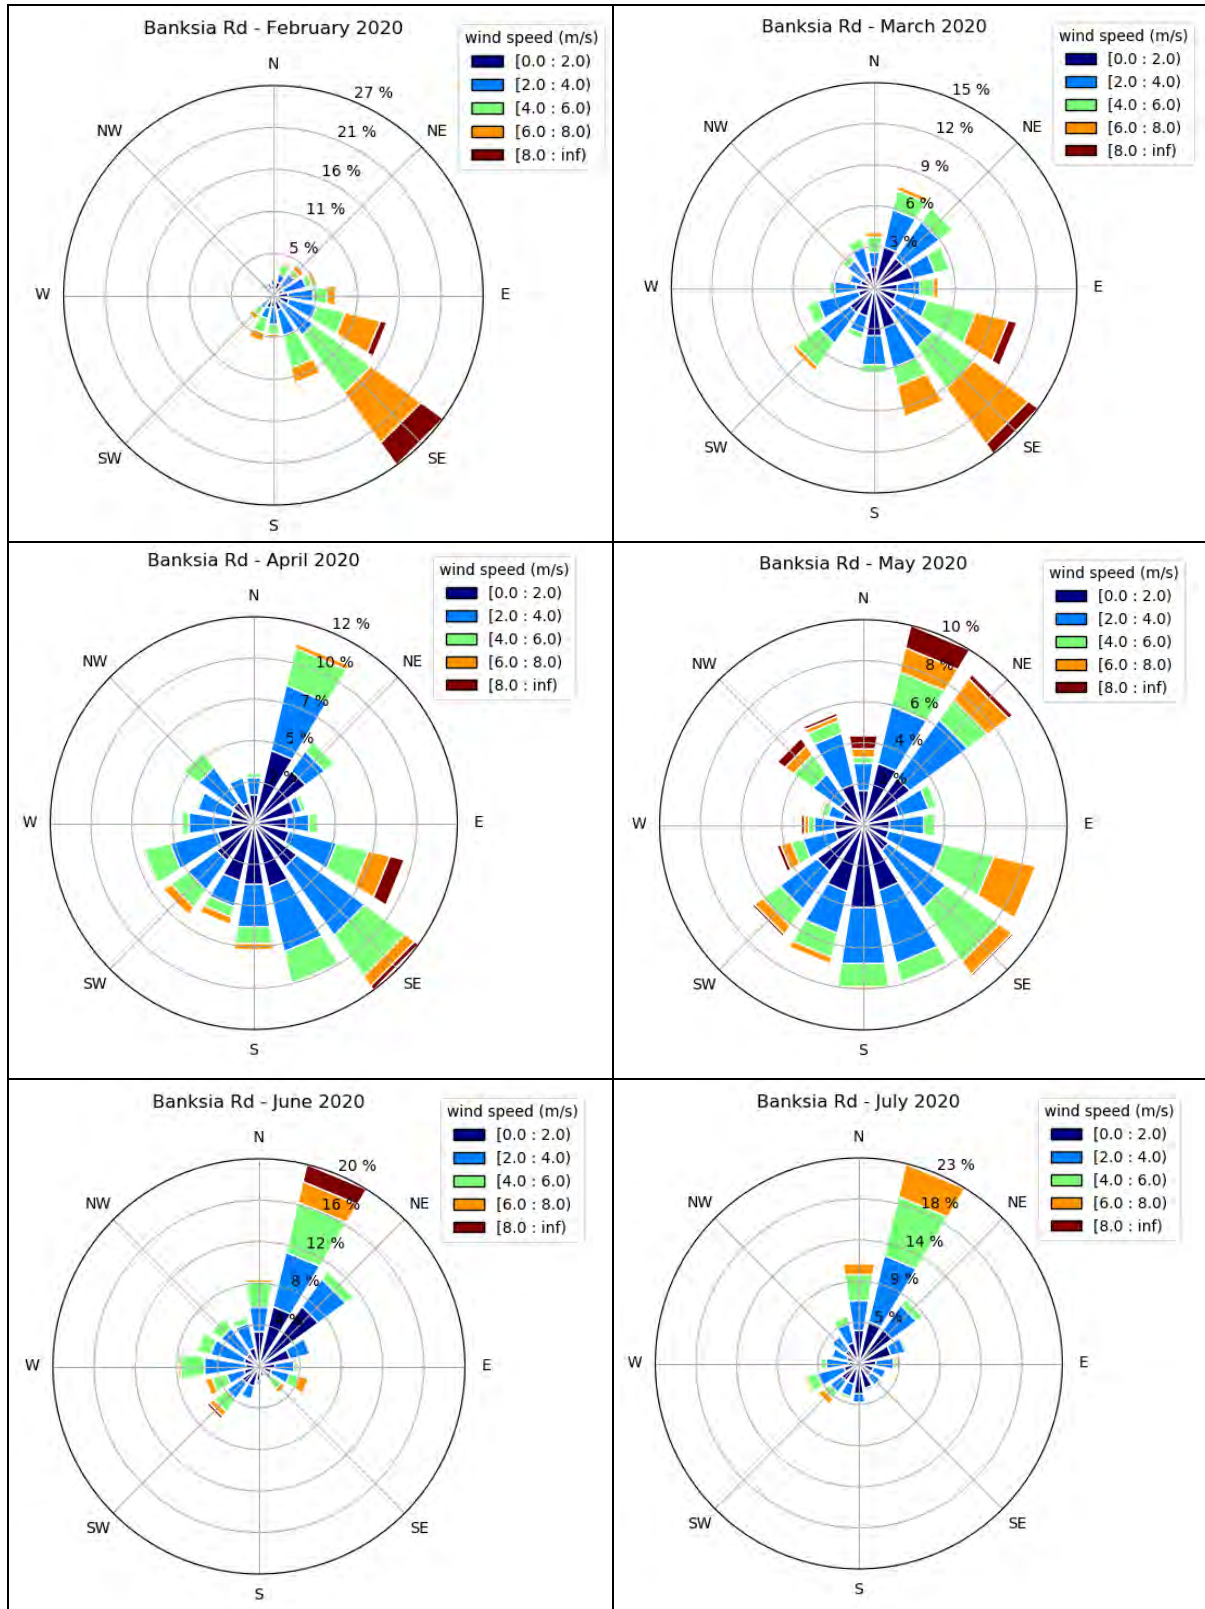 Banksia Rd - February 2020
wind speed (m/s)
[0.0 : 2.0)
[2.0 : 4.0)
[4.0 : 6.0)
[6.0 : 8.0)
[8.0 : inf)
N
27 %
NW
21 %
NE
16 %
11 %
5 %
W
E
SW
SE
S
Banksia Rd - March 2020
wind speed (m/s)
[0.0 : 2.0)
[2.0 : 4.0)
[4.0 : 6.0)
[6.0 : 8.0)
[8.0 : inf)
N
15 %
NW
12 %
NE
9 %
6 %
3 %
W
E
SW
SE
S
Banksia Rd - April 2020
wind speed (m/s)
[0.0 : 2.0)
[2.0 : 4.0)
[4.0 : 6.0)
[6.0 : 8.0)
[8.0 : inf)
N
12 %
NW
10 %
NE
7 %
5 %
W
E
SW
SE
S
Banksia Rd - May 2020
wind speed (m/s)
[0.0 : 2.0)
[2.0 : 4.0)
[4.0 : 6.0)
[6.0 : 8.0)
[8.0 : inf)
N
10 %
NW
8 %
NE
6 %
4 %
%
W
E
SW
SE
S
Banksia Rd - June 2020
wind speed (m/s)
[0.0 : 2.0)
[2.0 : 4.0)
[4.0 : 6.0)
[6.0 : 8.0)
[8.0 : inf)
N
20 %
NW
16 %
NE
12 %
8 %
W
E
SW
SE
S
Banksia Rd - July 2020
wind speed (m/s)
[0.0 : 2.0)
[2.0 : 4.0)
[4.0 : 6.0)
[6.0 : 8.0)
[8.0 : inf)
N
23 %
NW
18 %
NE
14 %
9 %
5 %
W
E
SW
SE
S